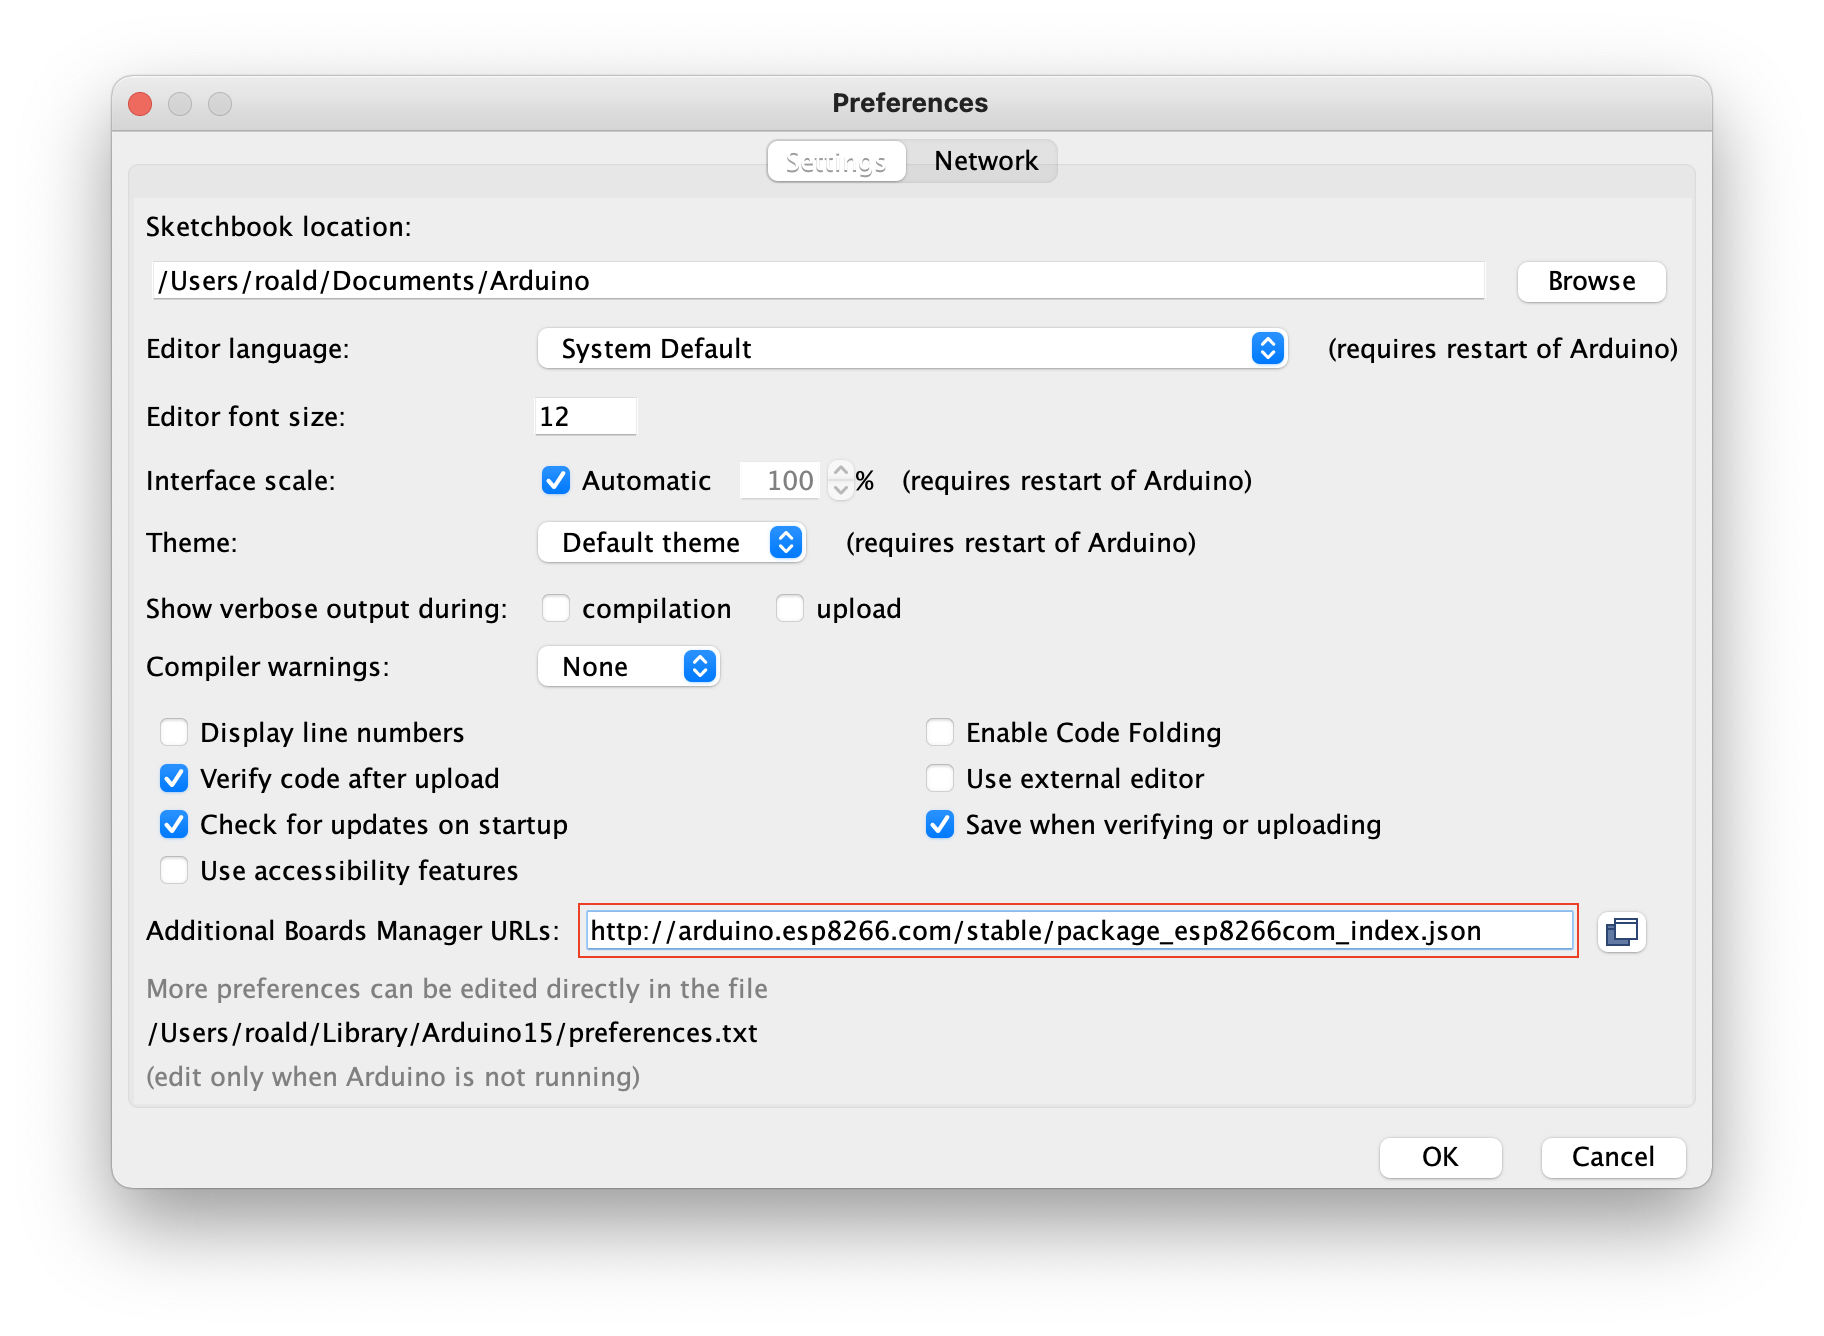 Preferences
Settings Network
Sketchbook location:
/Users/roald/Documents/Arduino Browse
Editor language: System Default (requires restart of Arduino)
Editor font size: 12
Interface scale: Automatic 100 % (requires restart of Arduino)
Theme: Default theme (requires restart of Arduino)
Show verbose output during: compilation upload
Compiler warnings: None
Display line numbers Enable Code Folding
Verify code after upload Use external editor
Check for updates on startup Save when verifying or uploading
Use accessibility features
Additional Boards Manager URLs: http://arduino.esp8266.com/stable/package_esp8266com_index.json
More preferences can be edited directly in the file
/Users/roald/Library/Arduino15/preferences.txt
(edit only when Arduino is not running)
OK Cancel